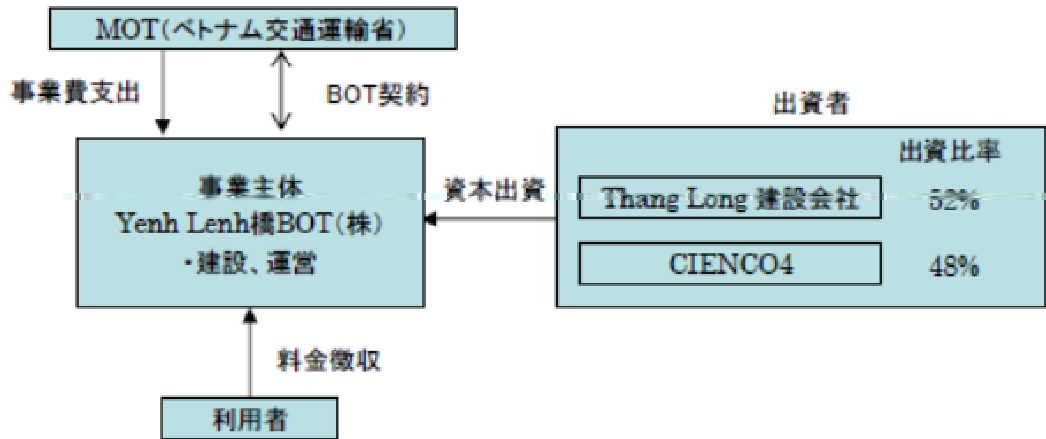 MOT(ベトナム交通運輸省)
事業費支出
BOT契約
出資者
出資比率
事業主体
Yenh Lenh橋BOT(株)
・建設、運営
資本出資
Thang Long 建設会社
52%
CIENCO4
48%
料金徴収
利用者